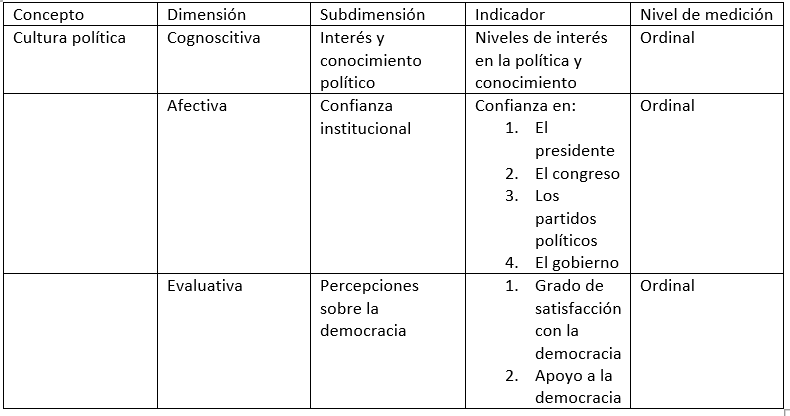 Concepto Dimensión Subdimensión Indicador Nivel de medición
Cultura política Cognoscitiva Interés y Niveles de interés Ordinal
conocimiento en la política y
político conocimiento
Afectiva Confianza Confianza en: Ordinal
institucional 1. El
presidente
2. El congreso
3. Los
partidos
políticos
4. El gobierno
Evaluativa Percepciones 1. Grado de Ordinal
sobre la satisfacción
democracia con la
democracia
2. Apoyo a la
democracia